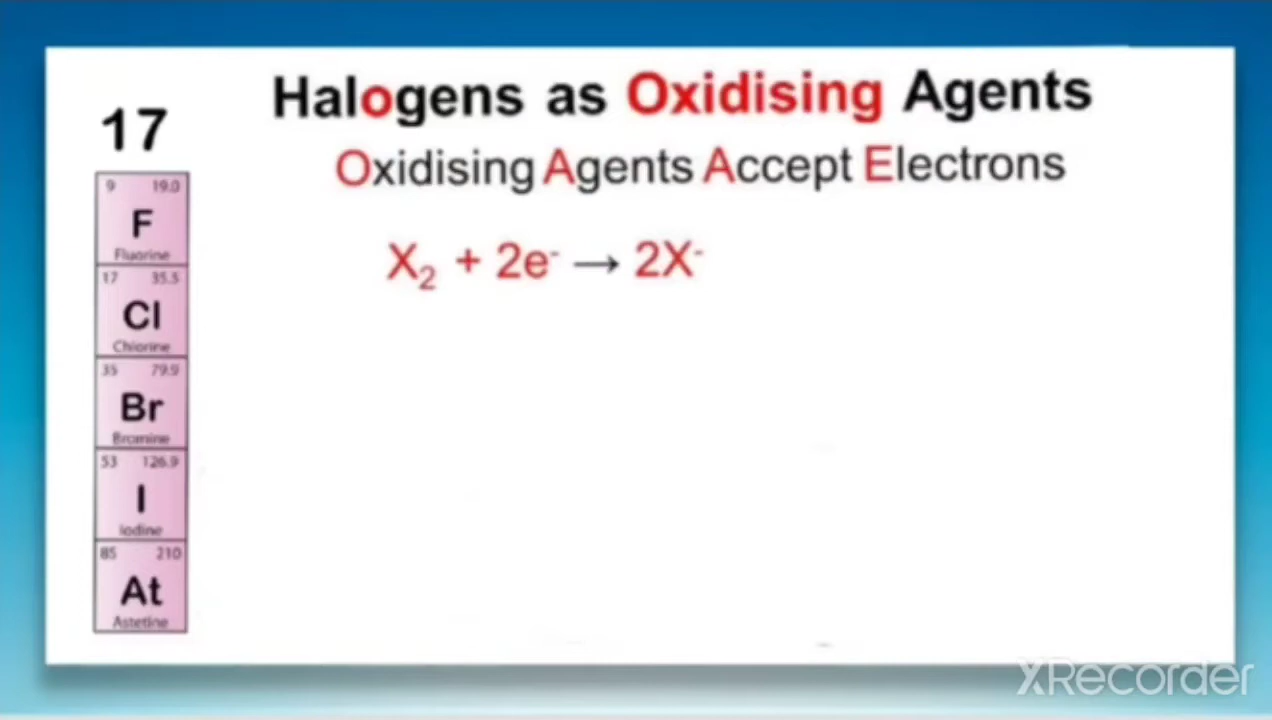 Halogens as Oxidising Agents
Oxidising Agents Accept Electrons
X₂ + 2e⁻ → 2X⁻
17
9 19.0
F
Fluorine
17 35.5
Cl
Chlorine
35 79.9
Br
Bromine
53 126.9
I
Iodine
85 210
At
Astetine
XRecorder